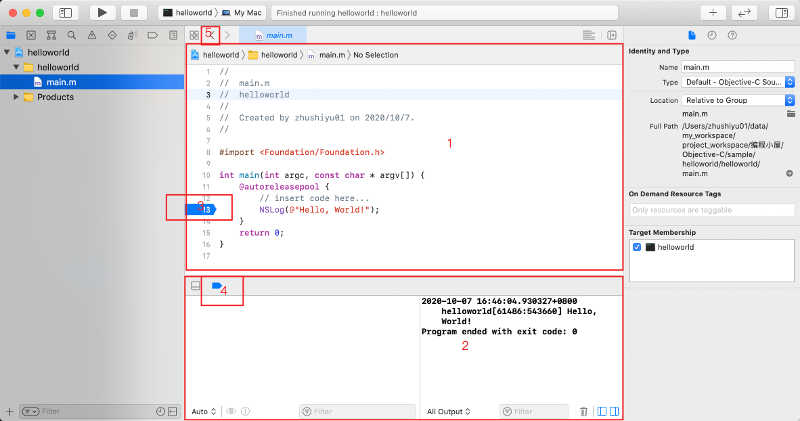 helloworld 〉 My Mac
Finished running helloworld : helloworld
5
main.m
helloworld
helloworld
main.m
Products
Filter
helloworld 〉 helloworld 〉 main.m 〉 No Selection
1 //
2 //  main.m
3 //  helloworld
4 //
5 //  Created by zhushiyu01 on 2020/10/7.
6 //
7
8 #import <Foundation/Foundation.h>
9
10 int main(int argc, const char * argv[]) {
11     @autoreleasepool {
12         // insert code here...
13         NSLog(@"Hello, World!");
14     }
15     return 0;
16 }
17
1
4
2020-10-07 16:46:04.930327+0800
helloworld[61486:543660] Hello,
World!
Program ended with exit code: 0
2
Auto
Filter
All Output
Filter
Identity and Type
Name main.m
Type Default - Objective-C Sou...
Location Relative to Group
main.m
Full Path /Users/zhushiyu01/data/
my_workspace/
project_workspace/编程小屋/
Objective-C/sample/
helloworld/helloworld/
main.m
On Demand Resource Tags
Only resources are taggable
Target Membership
helloworld